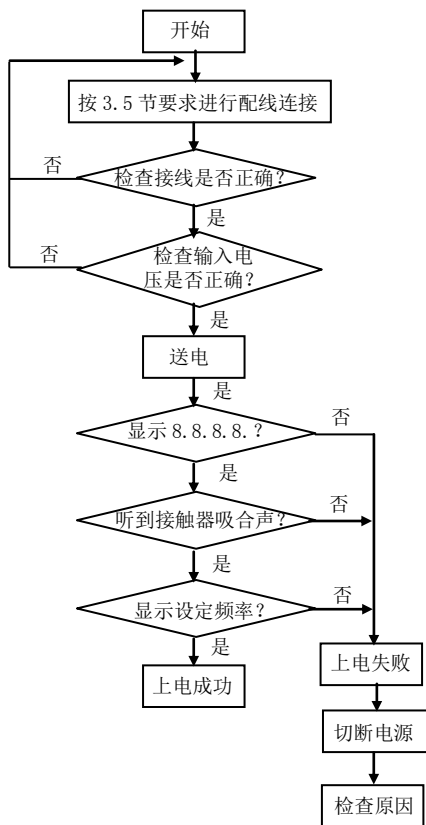 开始
按 3.5 节要求进行配线连接
否
检查接线是否正确？
是
否
检查输入电
压是否正确？
是
送电
是
显示 8.8.8.8.？
否
是
听到接触器吸合声？
否
是
显示设定频率？
否
是
上电成功
上电失败
切断电源
检查原因